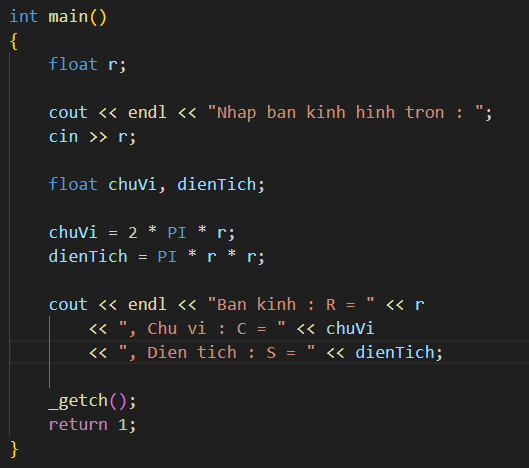 int main()
{
    float r;

    cout << endl << "Nhap ban kinh hinh tron : ";
    cin >> r;

    float chuVi, dienTich;

    chuVi = 2 * PI * r;
    dienTich = PI * r * r;

    cout << endl << "Ban kinh : R = " << r
        << ", Chu vi : C = " << chuVi
        << ", Dien tich : S = " << dienTich;

    _getch();
    return 1;
}